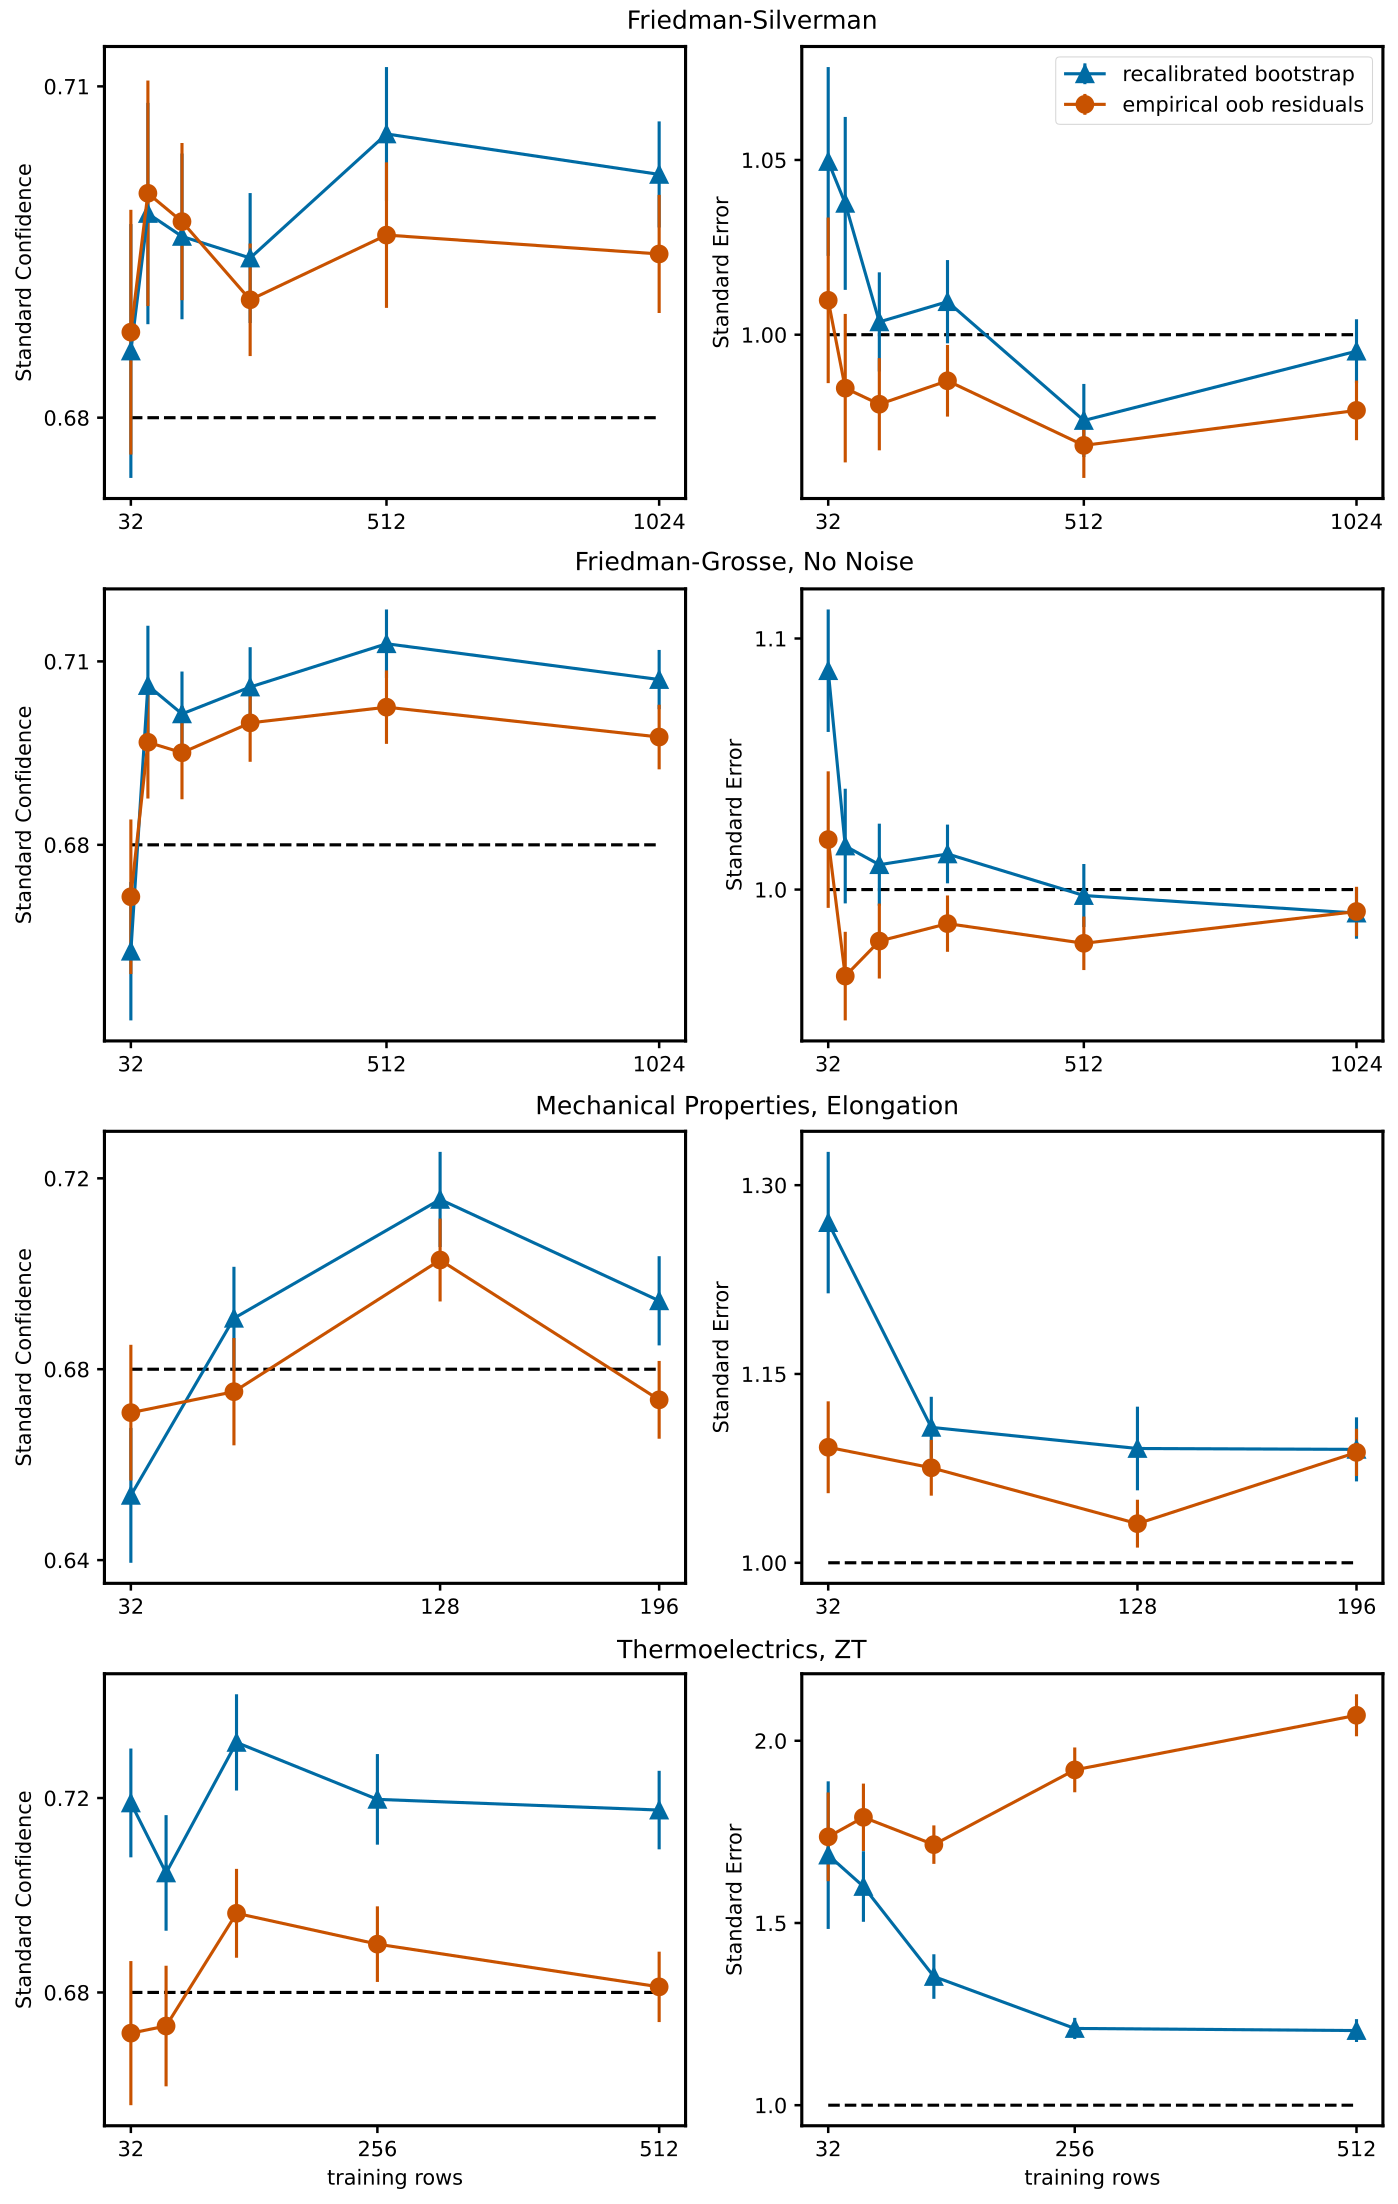 Friedman-Silverman
Standard Confidence
0.71
0.68
32
512
1024
Standard Error
1.05
1.00
32
512
1024
recalibrated bootstrap
empirical oob residuals
Friedman-Grosse, No Noise
Standard Confidence
0.71
0.68
32
512
1024
Standard Error
1.1
1.0
32
512
1024
Mechanical Properties, Elongation
Standard Confidence
0.72
0.68
0.64
32
128
196
Standard Error
1.30
1.15
1.00
32
128
196
Thermoelectrics, ZT
Standard Confidence
0.72
0.68
32
256
512
training rows
Standard Error
2.0
1.5
1.0
32
256
512
training rows